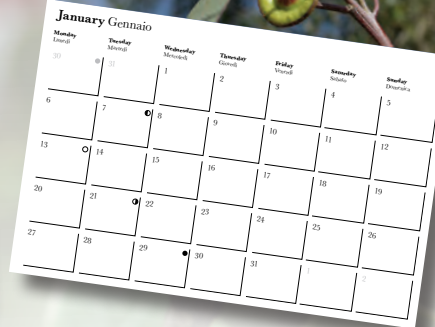 January Gennaio
Monday Tuesday Wednesday Thursday Friday Saturday Sunday
Lunedì Martedì Mercoledì Giovedì Venerdì Sabato Domenica
30 31 1 2 3 4 5
6 7 8 9 10 11 12
13 14 15 16 17 18 19
20 21 22 23 24 25 26
27 28 29 30 31 1 2